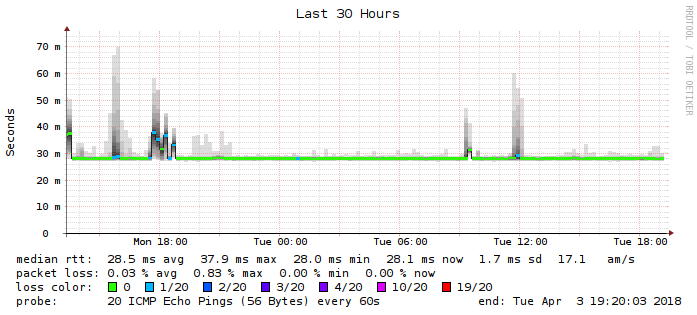 Last 30 Hours
RRDTOOL / TOBI OETIKER
Seconds
70 m
60 m
50 m
40 m
30 m
20 m
10 m
0
Mon 18:00 Tue 00:00 Tue 06:00 Tue 12:00 Tue 18:00
median rtt: 28.5 ms avg 37.9 ms max 28.0 ms min 28.1 ms now 1.7 ms sd 17.1 am/s
packet loss: 0.03 % avg 0.83 % max 0.00 % min 0.00 % now
loss color: 0 1/20 2/20 3/20 4/20 10/20 19/20
probe: 20 ICMP Echo Pings (56 Bytes) every 60s end: Tue Apr 3 19:20:03 2018